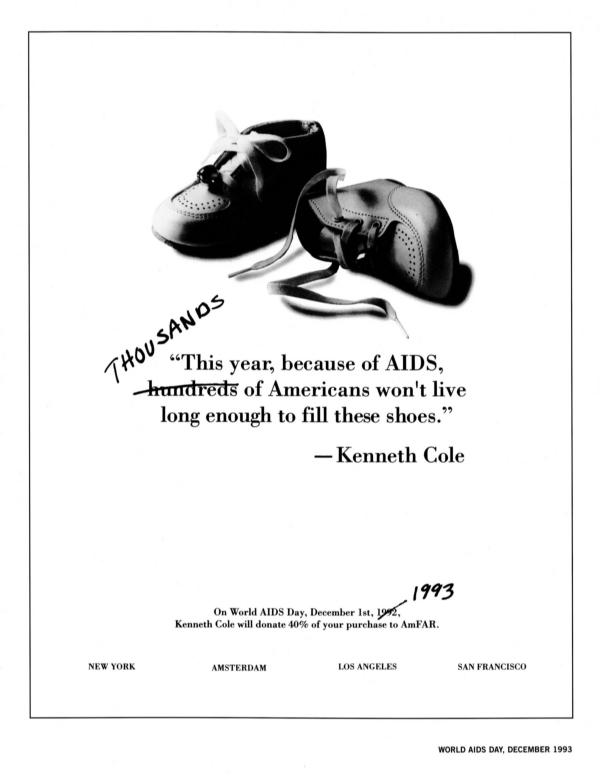 THOUSANDS
“This year, because of AIDS,
hundreds of Americans won't live
long enough to fill these shoes.”
— Kenneth Cole
1993
On World AIDS Day, December 1st, 1992,
Kenneth Cole will donate 40% of your purchase to AmFAR.
NEW YORK AMSTERDAM LOS ANGELES SAN FRANCISCO
WORLD AIDS DAY, DECEMBER 1993